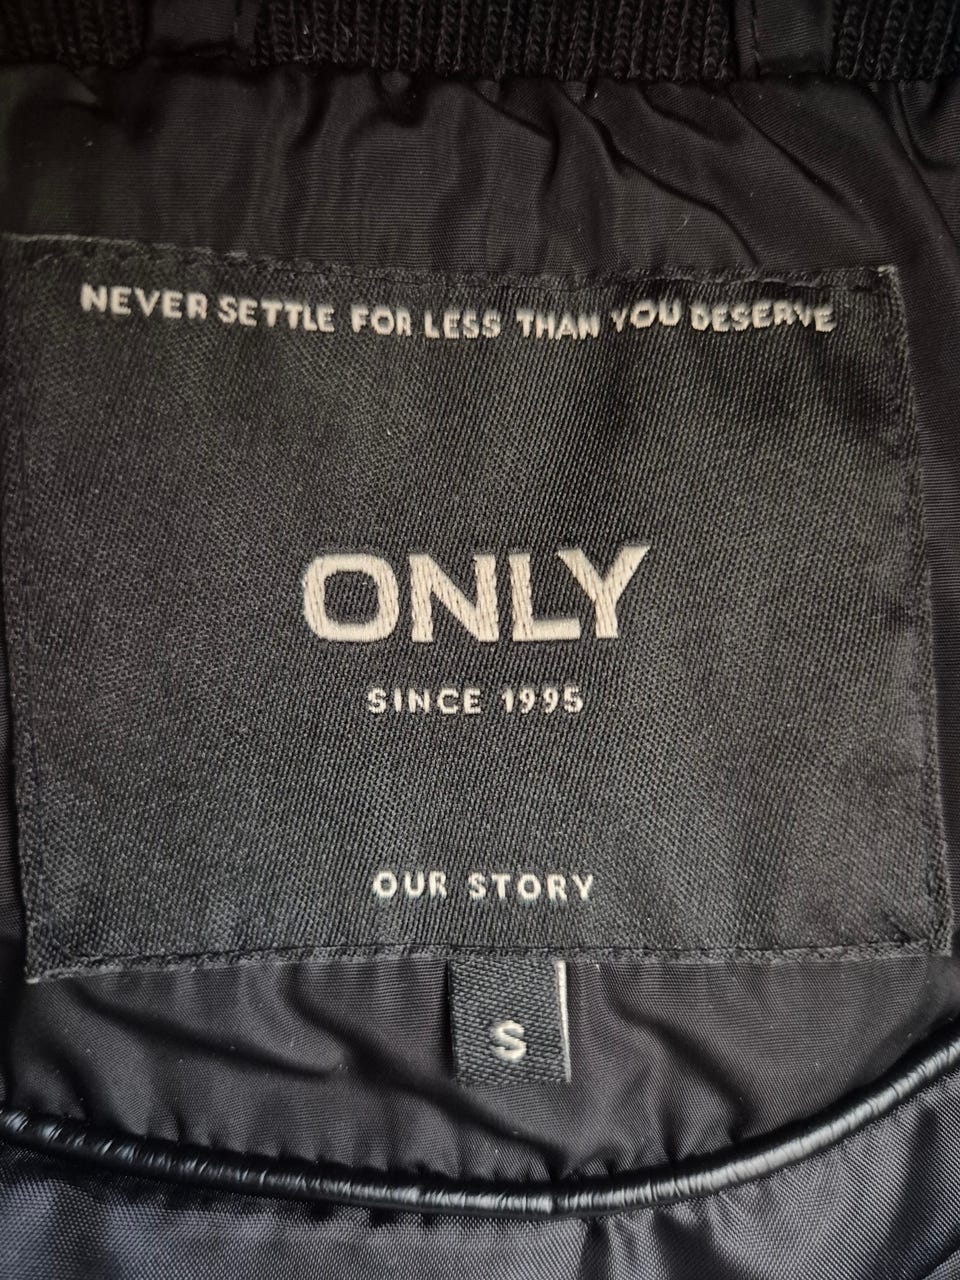 NEVER SETTLE FOR LESS THAN YOU DESERVE
ONLY
SINCE 1995
OUR STORY
S